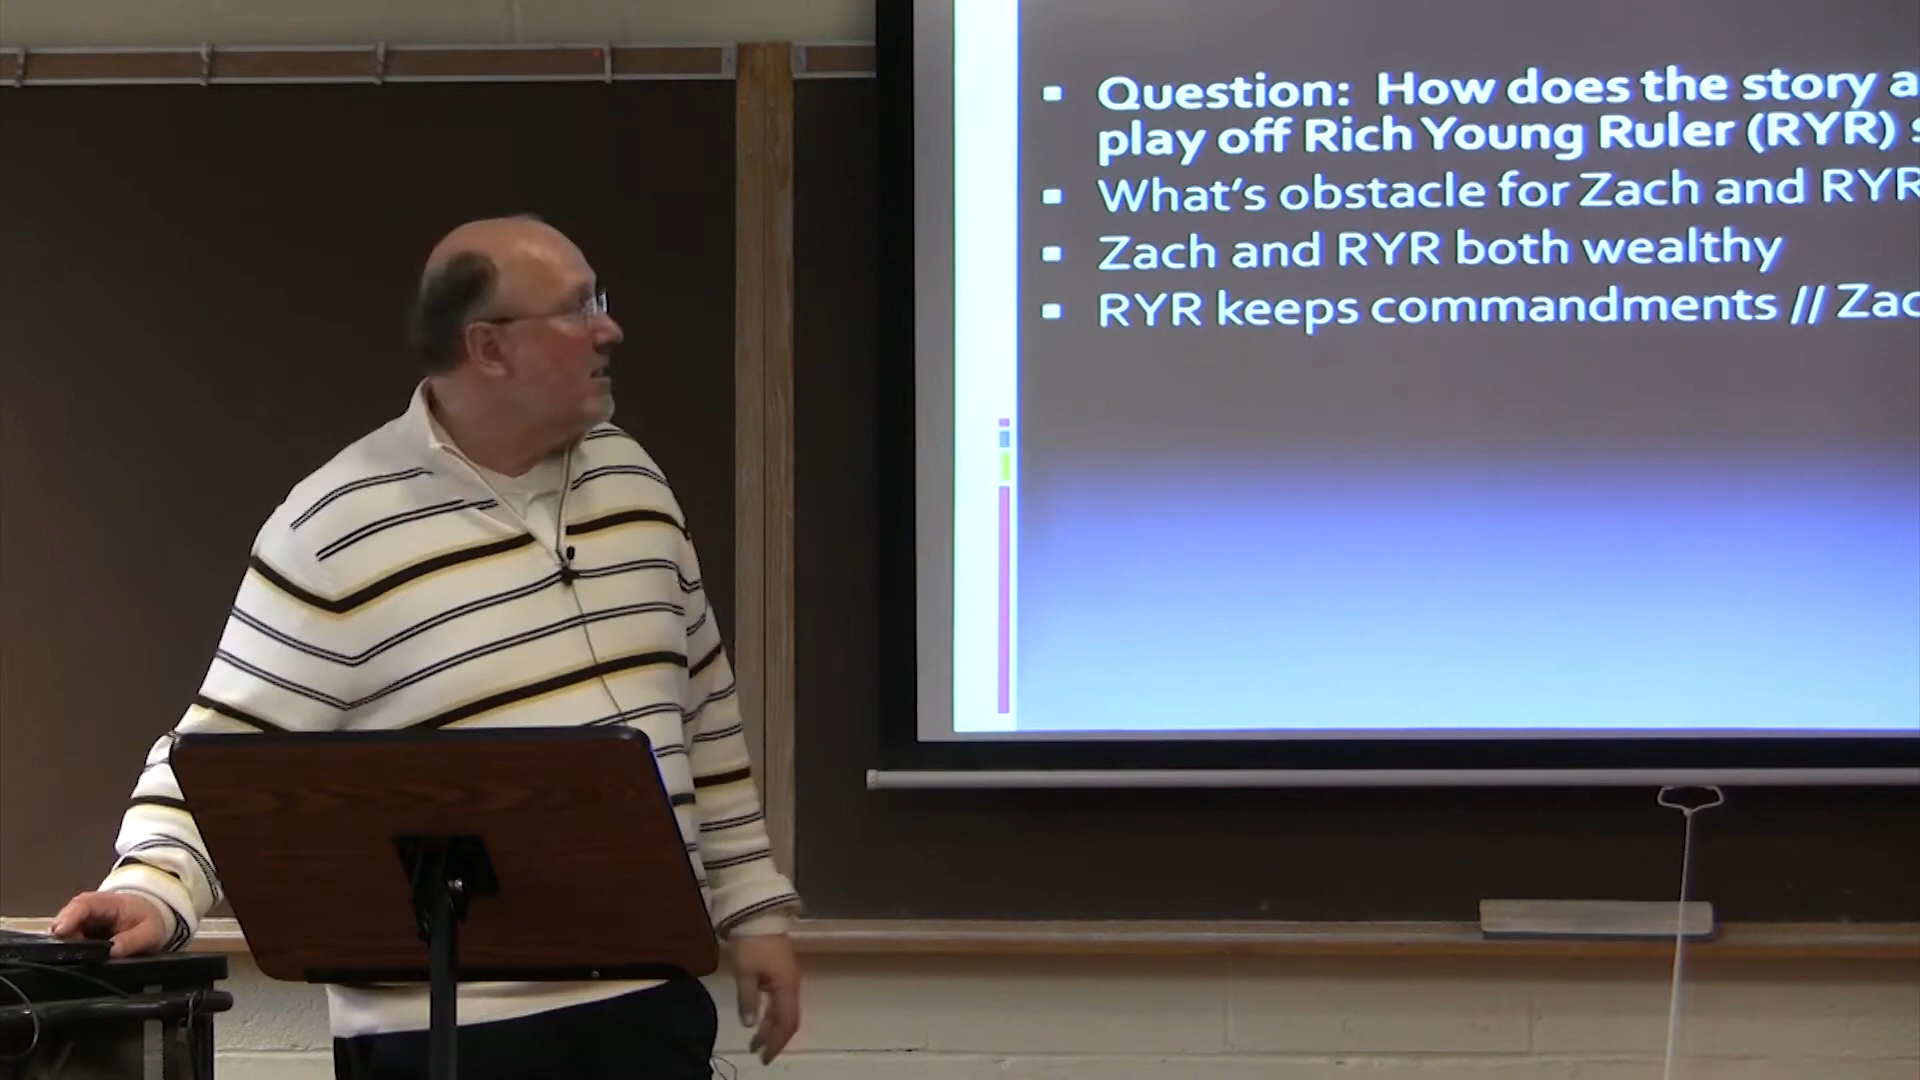 Question: How does the story
play off Rich Young Ruler (RYR)
What's obstacle for Zach and RYR
Zach and RYR both wealthy
RYR keeps commandments //